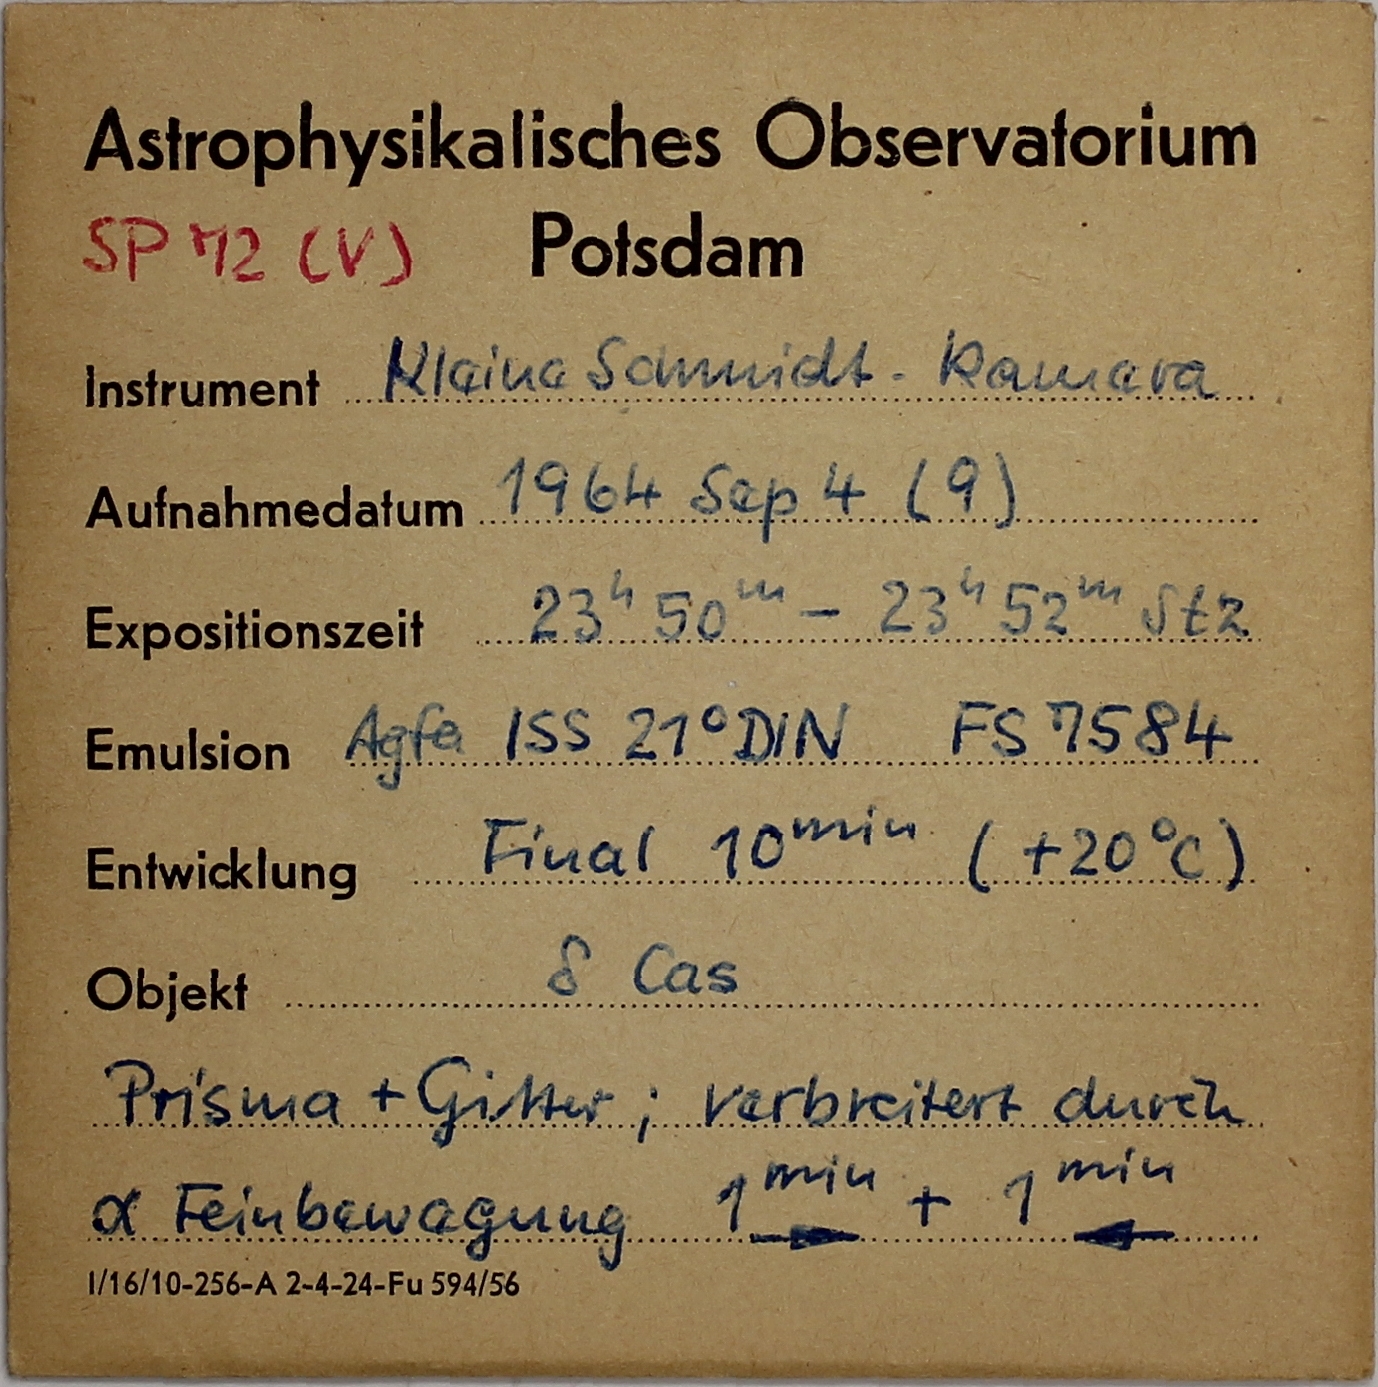 Astrophysikalisches Observatorium
SP 72 (V) Potsdam
Instrument Kleine Schmidt-Kamera
Aufnahmedatum 1964 Sep 4 (9)
Expositionszeit 23h 50m – 23h 52m Stz
Emulsion Agfa ISS 21° DIN FS 7584
Entwicklung Final 10min (+20°C)
Objekt δ Cas
Prisma + Gitter; verbreitert durch
α Feinbewegung 1min → + 1min ←
I/16/10-256-A 2-4-24-Fu 594/56